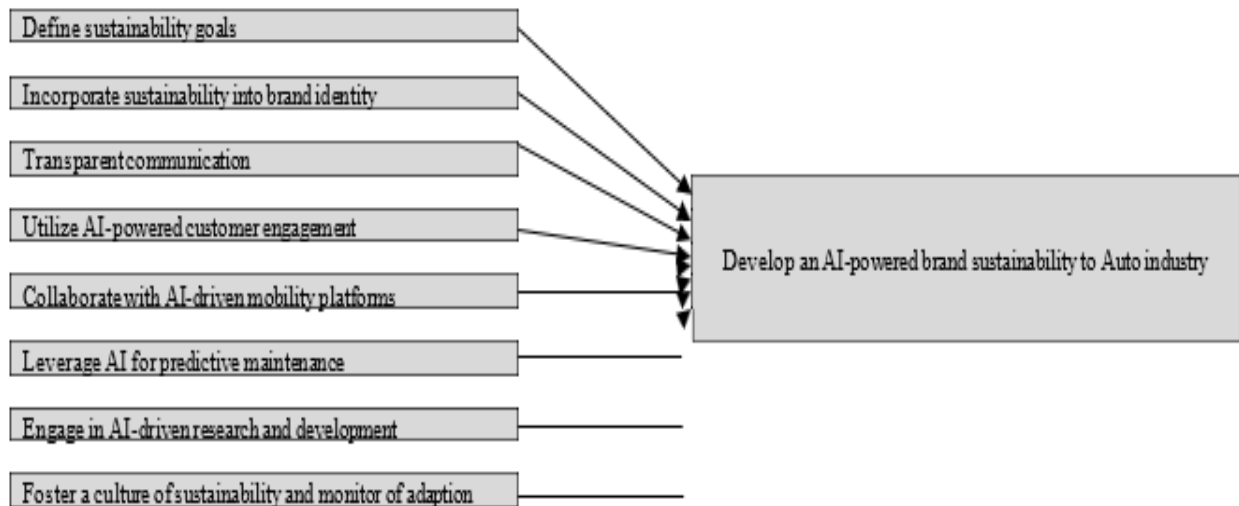 Define sustainability goals
Incorporate sustainability into brand identity
Transparent communication
Utilize AI-powered customer engagement
Develop an AI-powered brand sustainability to Auto industry
Collaborate with AI-driven mobility platforms
Leverage AI for predictive maintenance
Engage in AI-driven research and development
Foster a culture of sustainability and monitor of adaption